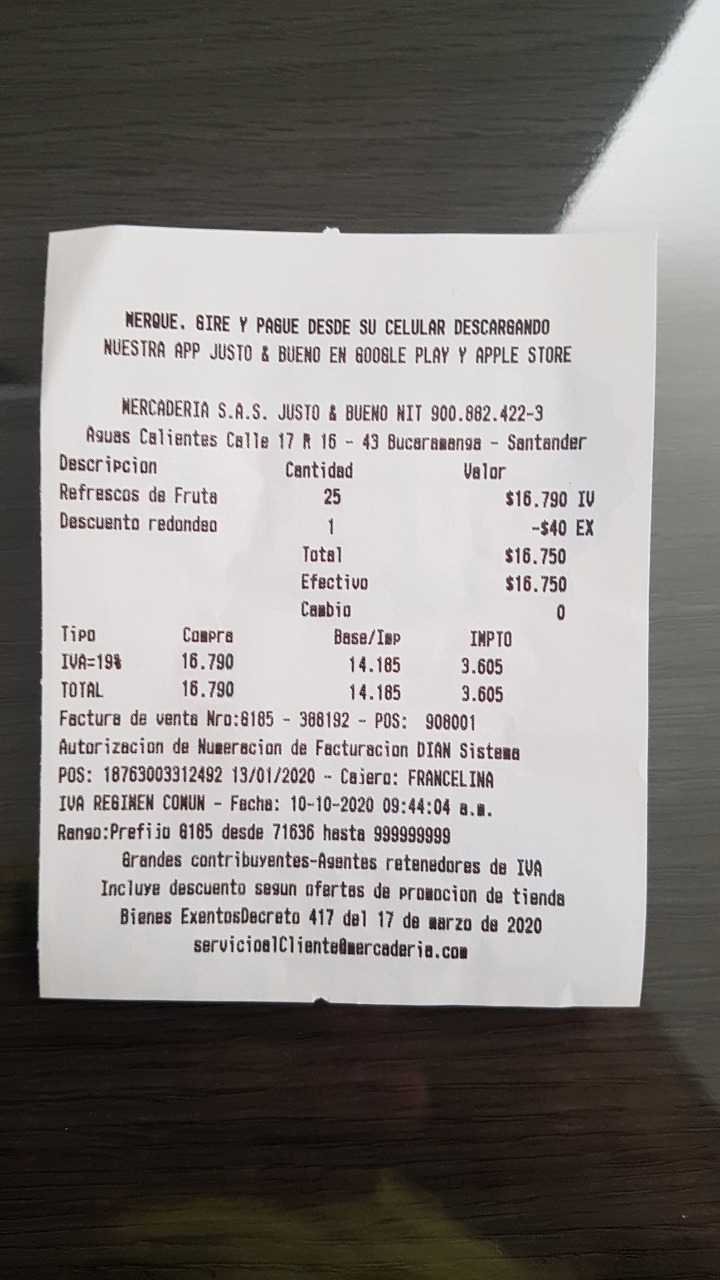 MERQUE, GIRE Y PAGUE DESDE SU CELULAR DESCARGANDO
NUESTRA APP JUSTO & BUENO EN GOOGLE PLAY Y APPLE STORE
MERCADERIA S.A.S. JUSTO & BUENO NIT 900.882.422-3
Aguas Calientes Calle 17 R 16 - 43 Bucaramanga - Santander
Descripcion Cantidad Valor
Refrescos de Fruta 25 $16.790 IV
Descuento redondeo 1 -$40 EX
Total $16.750
Efectivo $16.750
Cambio 0
Tipo Compra Base/Imp IMPTO
IVA=19% 16.790 14.185 3.605
TOTAL 16.790 14.185 3.605
Factura de venta Nro:G185 - 388192 - POS: 908001
Autorizacion de Numeracion de Facturacion DIAN Sistema
POS: 18763003312492 13/01/2020 - Cajero: FRANCELINA
IVA REGIMEN COMUN - Fecha: 10-10-2020 09:44:04 a.m.
Rango:Prefijo G185 desde 71636 hasta 999999999
Grandes contribuyentes-Agentes retenedores de IVA
Incluye descuento segun ofertas de promocion de tienda
Bienes ExentosDecreto 417 del 17 de marzo de 2020
servicioalCliente@mercaderia.com